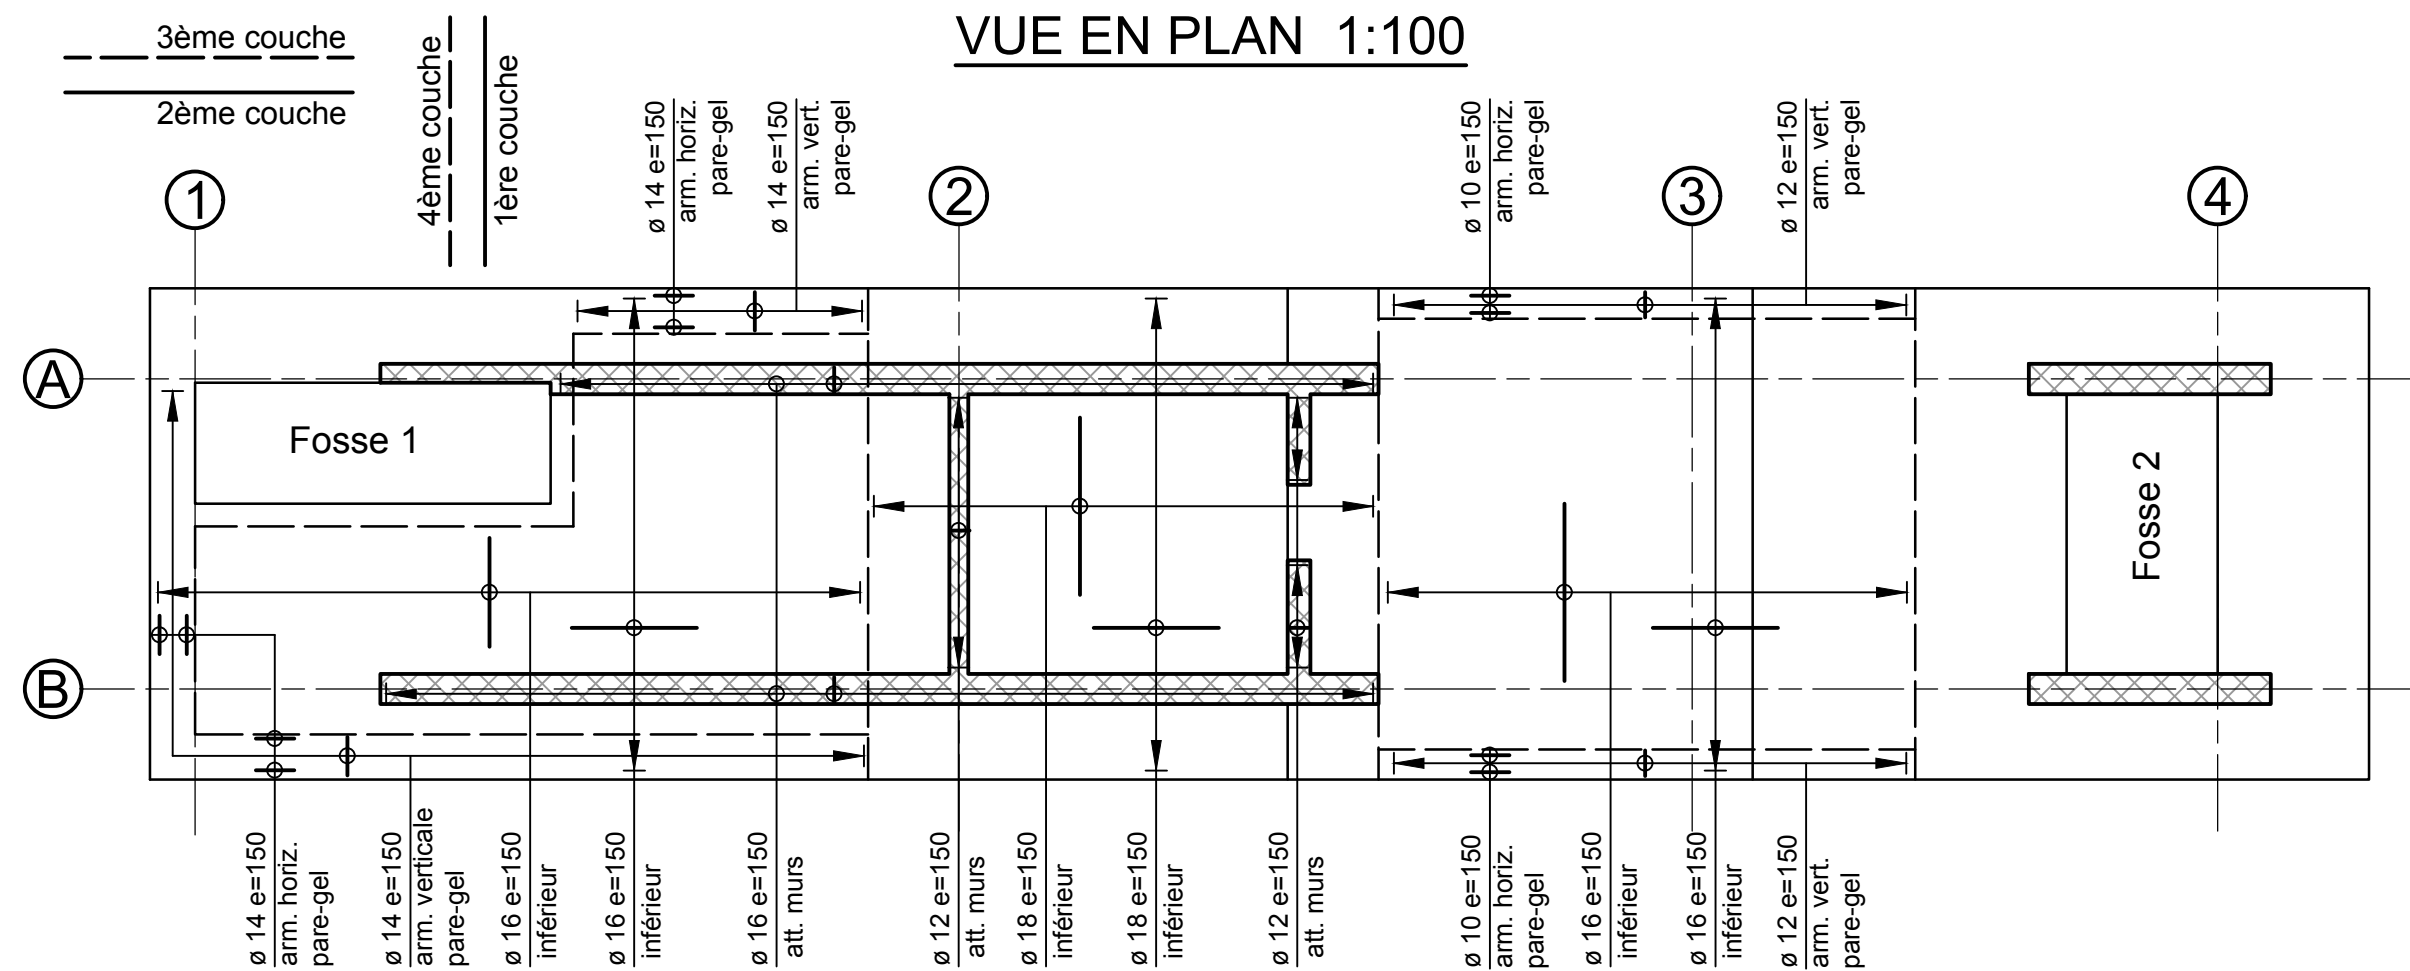 VUE EN PLAN 1:100
3ème couche
2ème couche
4ème couche
1ère couche
ø 14 e=150
arm. horiz.
pare-gel
ø 14 e=150
arm. vert.
pare-gel
ø 10 e=150
arm. horiz.
pare-gel
ø 12 e=150
arm. vert.
pare-gel
1
2
3
4
A
Fosse 1
Fosse 2
B
ø 14 e=150
arm. horiz.
pare-gel
ø 14 e=150
arm. verticale
pare-gel
ø 16 e=150
inférieur
ø 16 e=150
inférieur
ø 16 e=150
att. murs
ø 12 e=150
att. murs
ø 18 e=150
inférieur
ø 18 e=150
inférieur
ø 12 e=150
att. murs
ø 10 e=150
arm. horiz.
pare-gel
ø 16 e=150
inférieur
ø 16 e=150
inférieur
ø 12 e=150
arm. vert.
pare-gel